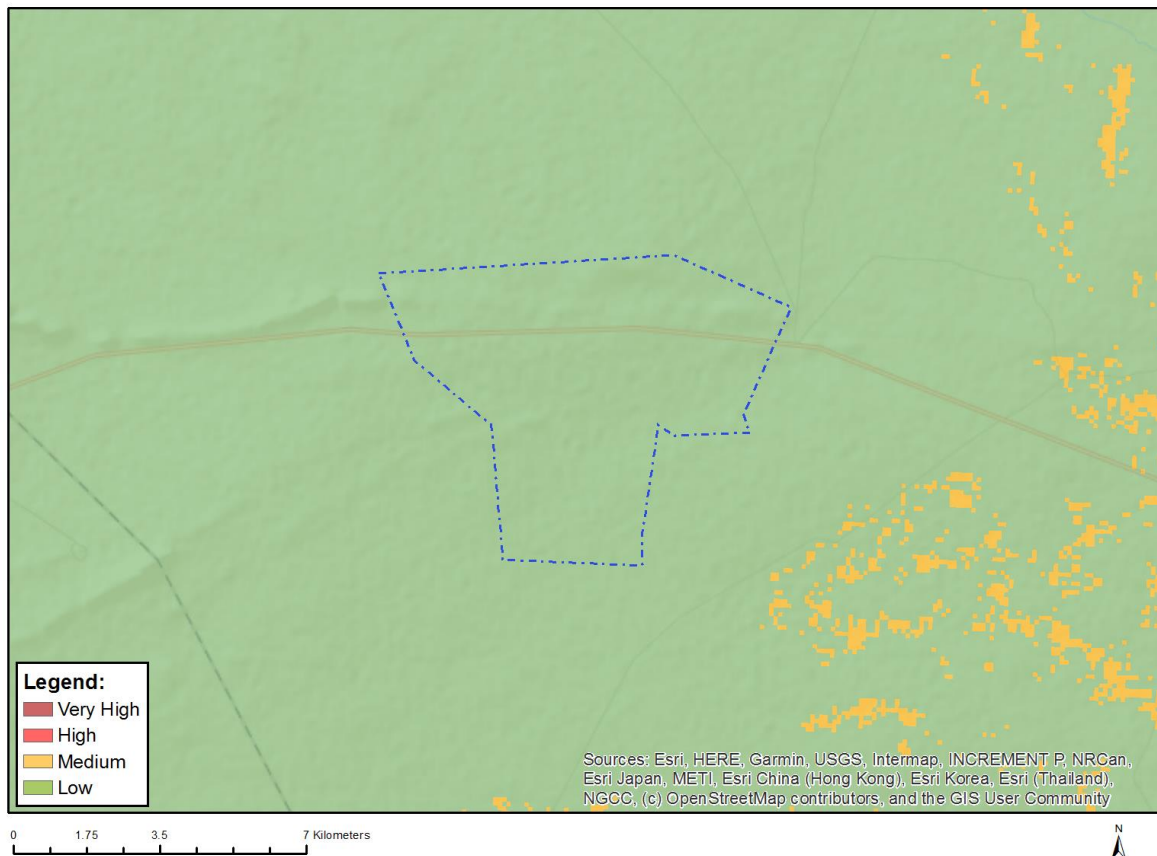 Legend:
Very High
High
Medium
Low
Sources: Esri, HERE, Garmin, USGS, Intermap, INCREMENT P, NRCan,
Esri Japan, METI, Esri China (Hong Kong), Esri Korea, Esri (Thailand),
NGCC, (c) OpenStreetMap contributors, and the GIS User Community
0 1.75 3.5 7 Kilometers
N